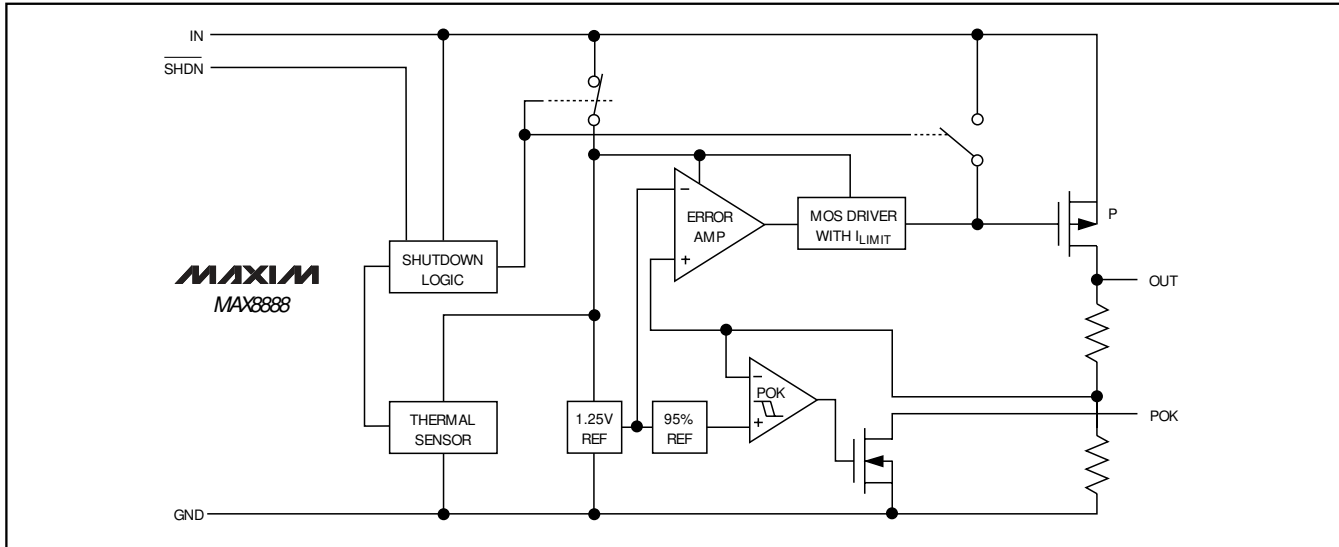 IN
SHDN
−
ERROR
AMP
+
MOS DRIVER
WITH ILIMIT
P
SHUTDOWN
LOGIC
MAXIM
MAX8888
OUT
−
POK
+
THERMAL
SENSOR
1.25V
REF
95%
REF
POK
GND